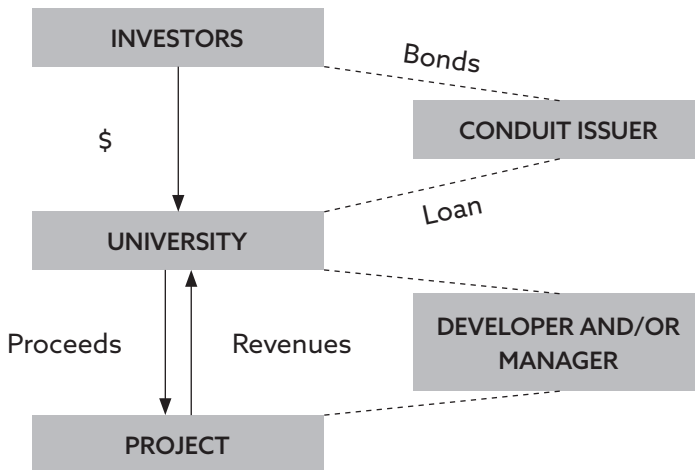 INVESTORS
Bonds
CONDUIT ISSUER
$
Loan
UNIVERSITY
DEVELOPER AND/OR
MANAGER
Proceeds
Revenues
PROJECT